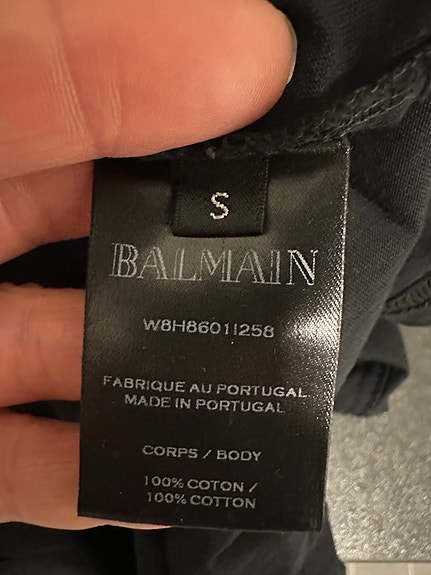 S
BALMAIN
W8H8601I258
FABRIQUE AU PORTUGAL
MADE IN PORTUGAL
CORPS / BODY
100% COTON /
100% COTTON